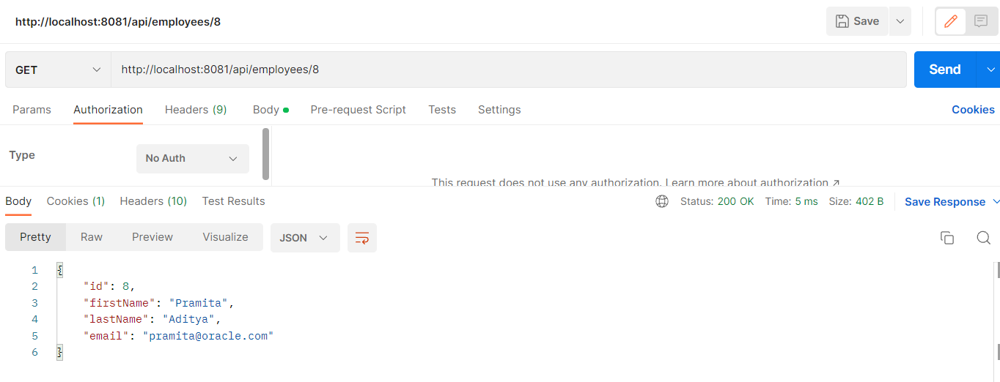 http://localhost:8081/api/employees/8 Save
GET http://localhost:8081/api/employees/8 Send
Params Authorization Headers (9) Body Pre-request Script Tests Settings Cookies
Type No Auth
This request does not use any authorization. Learn more about authorization ↗
Body Cookies (1) Headers (10) Test Results Status: 200 OK Time: 5 ms Size: 402 B Save Response
Pretty Raw Preview Visualize JSON
1 {
2 "id": 8,
3 "firstName": "Pramita",
4 "lastName": "Aditya",
5 "email": "pramita@oracle.com"
6 }